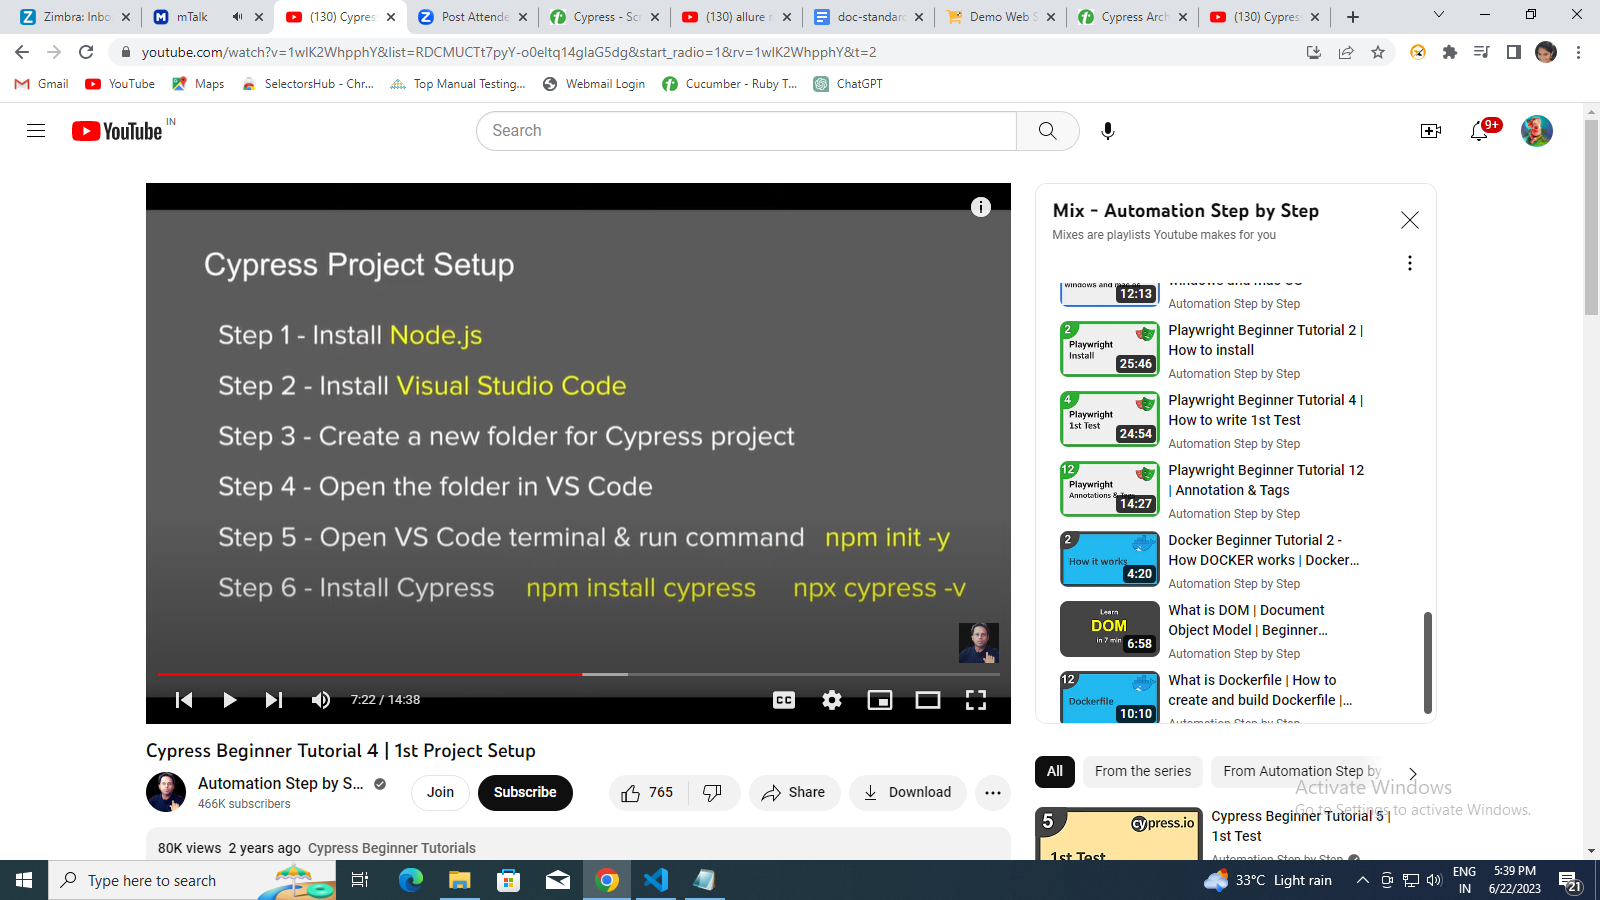 Zimbra: Inbo
mTalk
(130) Cypres
Post Attende
Cypress - Scr
(130) allure r
doc-standard
Demo Web S
Cypress Arch
(130) Cypres
youtube.com/watch?v=1wIK2WhpphY&list=RDCMUCTt7pyY-o0eltq14glaG5dg&start_radio=1&rv=1wIK2WhpphY&t=2
Gmail
YouTube
Maps
SelectorsHub - Chr...
Top Manual Testing...
Webmail Login
Cucumber - Ruby T...
ChatGPT
YouTube IN
Search
9+
Cypress Project Setup
Step 1 - Install Node.js
Step 2 - Install Visual Studio Code
Step 3 - Create a new folder for Cypress project
Step 4 - Open the folder in VS Code
Step 5 - Open VS Code terminal & run command npm init -y
Step 6 - Install Cypress npm install cypress npx cypress -v
7:22 / 14:38
CC
Cypress Beginner Tutorial 4 | 1st Project Setup
Automation Step by S...
466K subscribers
Join
Subscribe
765
Share
Download
80K views 2 years ago Cypress Beginner Tutorials
Mix - Automation Step by Step
Mixes are playlists Youtube makes for you
windows and mac os
12:13
windows and mac OS
Automation Step by Step
2
Playwright
Install
25:46
Playwright Beginner Tutorial 2 |
How to install
Automation Step by Step
4
Playwright
1st Test
24:54
Playwright Beginner Tutorial 4 |
How to write 1st Test
Automation Step by Step
12
Playwright
Annotations & Tags
14:27
Playwright Beginner Tutorial 12
| Annotation & Tags
Automation Step by Step
2
How it works
4:20
Docker Beginner Tutorial 2 -
How DOCKER works | Docker...
Automation Step by Step
Learn
DOM
in 7 min
6:58
What is DOM | Document
Object Model | Beginner...
Automation Step by Step
12
Dockerfile
10:10
What is Dockerfile | How to
create and build Dockerfile |...
Automation Step by Step
All
From the series
From Automation Step by
5
cypress.io
1st Test
Cypress Beginner Tutorial 5 |
1st Test
Automation Step by Step
Activate Windows
Go to Settings to activate Windows.
Type here to search
33°C Light rain
ENG
IN
5:39 PM
6/22/2023
21